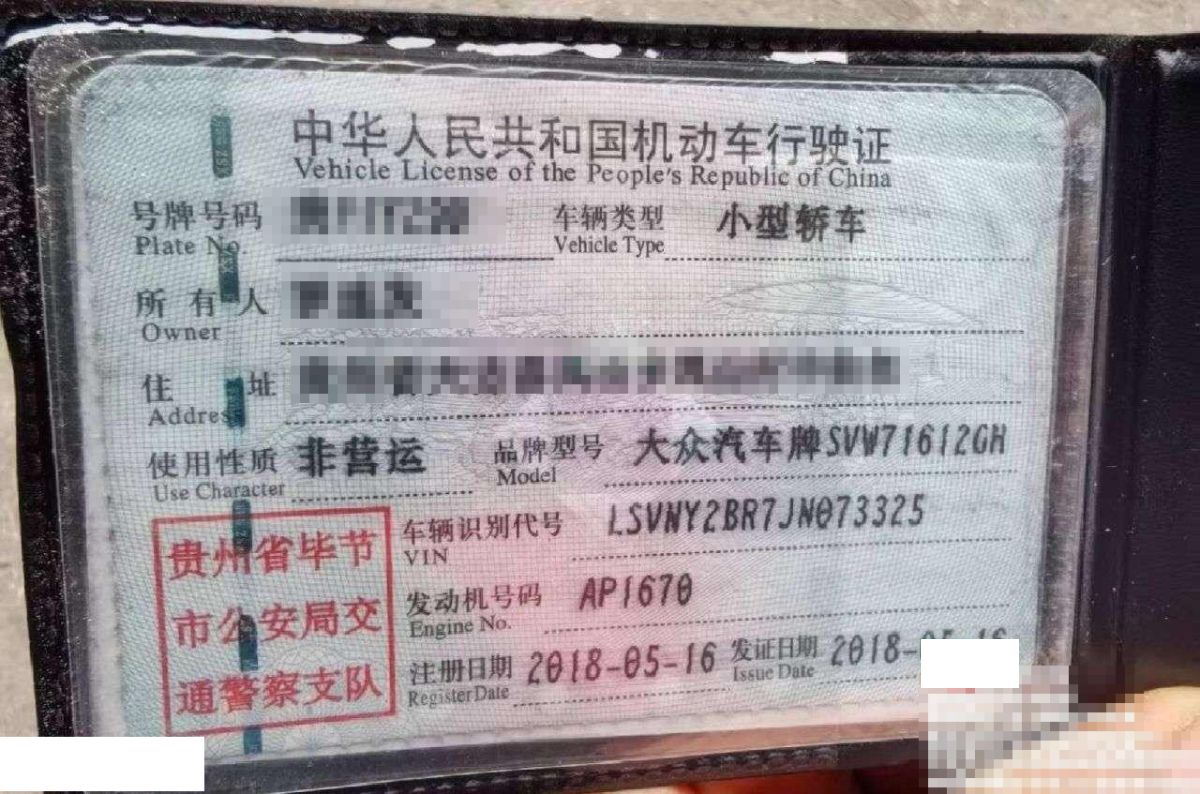 中华人民共和国机动车行驶证
Vehicle License of the People's Republic of China
号牌号码
Plate No.
车辆类型 小型轿车
Vehicle Type
所有人
Owner
住址
Address
使用性质 非营运
Use Character
品牌型号 大众汽车牌SVW71612GH
Model
贵州省毕节
市公安局交
通警察支队
车辆识别代号 LSVNY2BR7JN073325
VIN
发动机号码 AP1670
Engine No.
注册日期 2018-05-16
Register Date
发证日期 2018-05-16
Issue Date